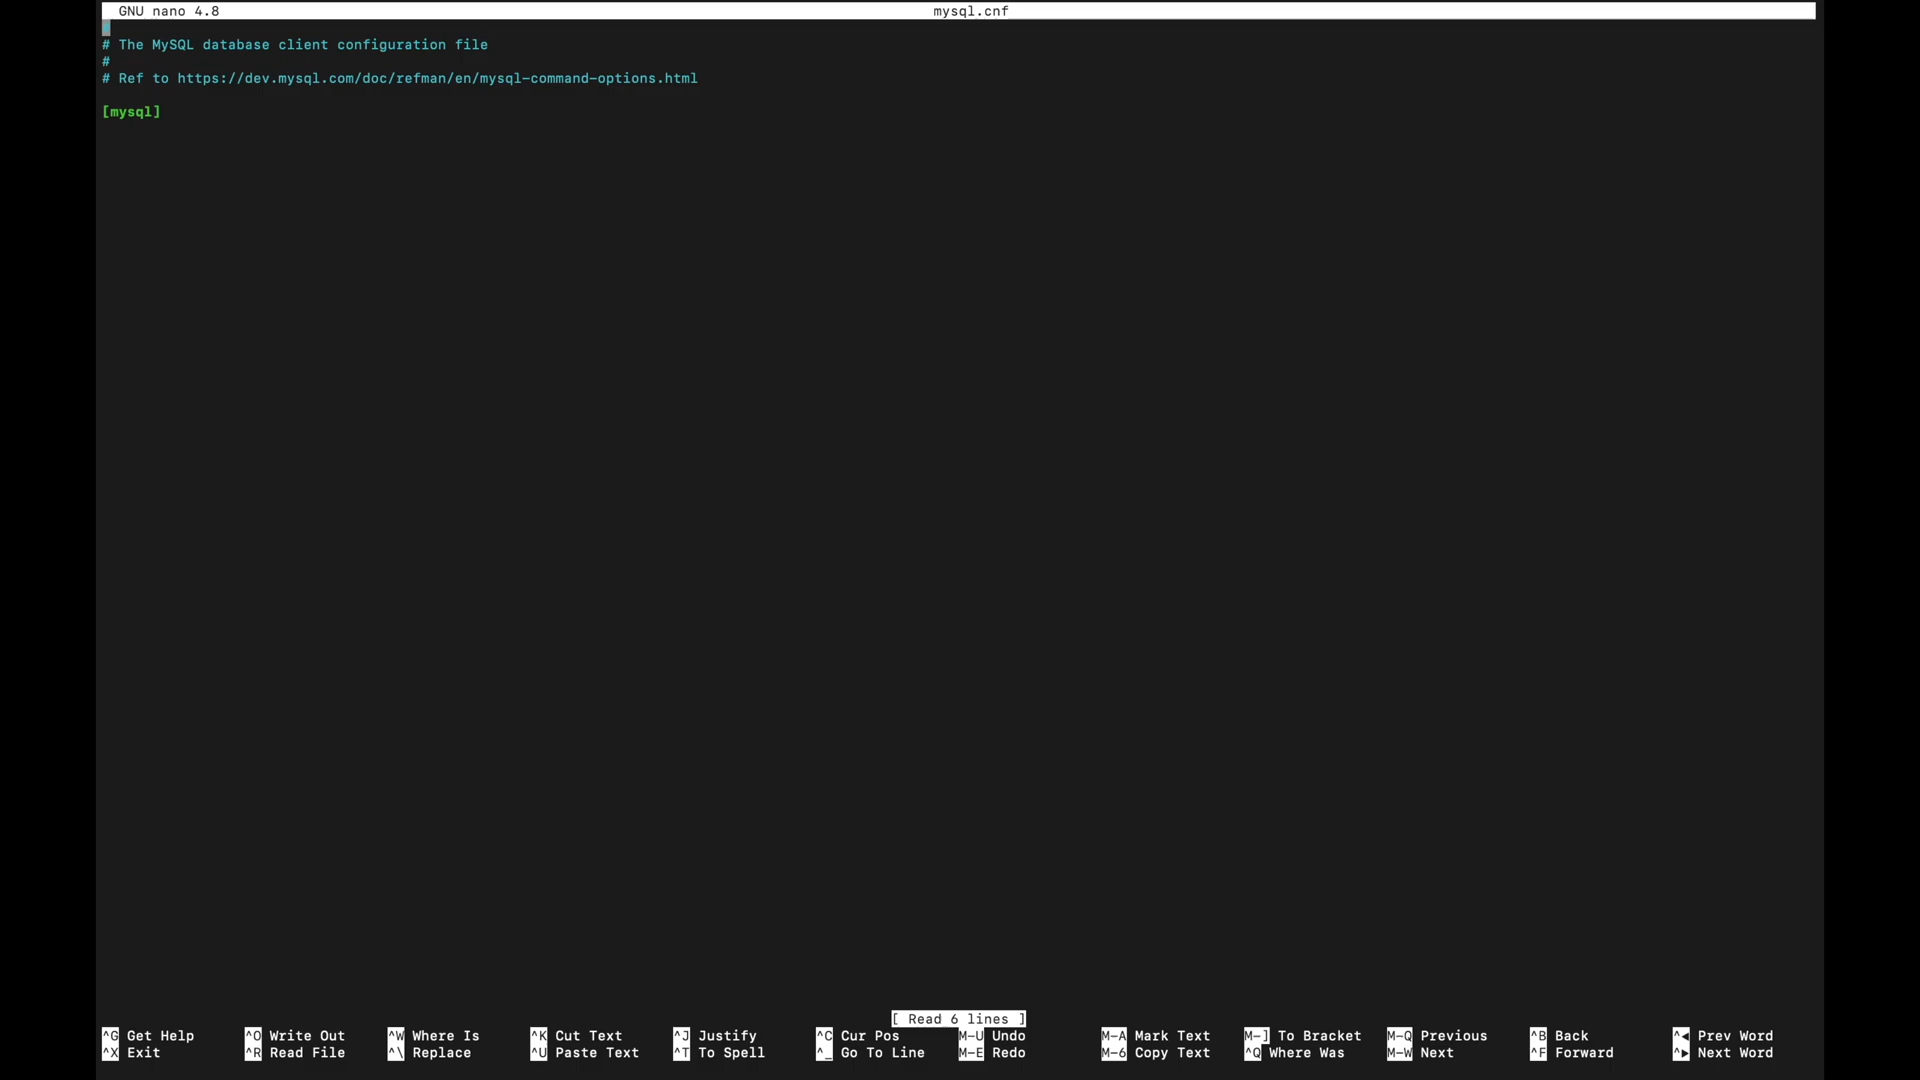 GNU nano 4.8 mysql.cnf
#
# The MySQL database client configuration file
#
# Ref to https://dev.mysql.com/doc/refman/en/mysql-command-options.html
[mysql]
[ Read 6 lines ]
^G Get Help ^O Write Out ^W Where Is ^K Cut Text ^J Justify ^C Cur Pos M-U Undo M-A Mark Text M-] To Bracket M-Q Previous ^B Back ^◀ Prev Word
^X Exit ^R Read File ^\ Replace ^U Paste Text ^T To Spell ^_ Go To Line M-E Redo M-6 Copy Text ^Q Where Was M-W Next ^F Forward ^▶ Next Word